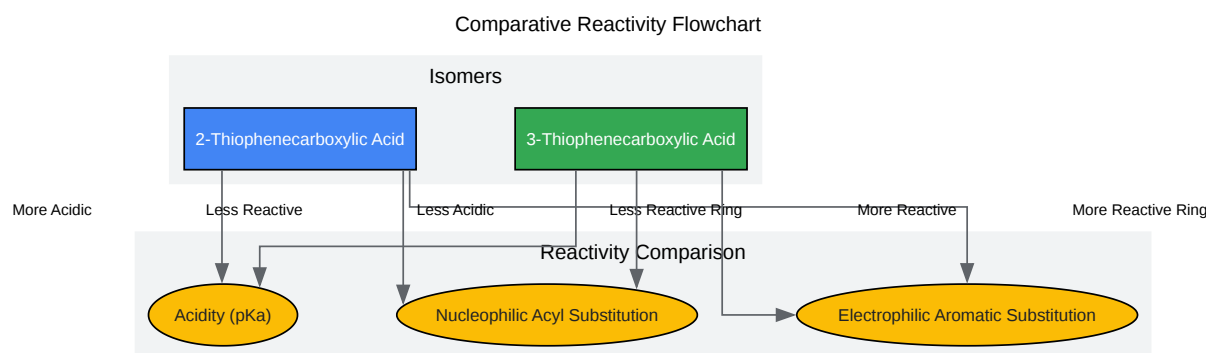 Comparative Reactivity Flowchart
Isomers
2-Thiophenecarboxylic Acid
3-Thiophenecarboxylic Acid
More Acidic
Less Reactive
Less Acidic
Less Reactive Ring
More Reactive
More Reactive Ring
Reactivity Comparison
Acidity (pKa)
Nucleophilic Acyl Substitution
Electrophilic Aromatic Substitution